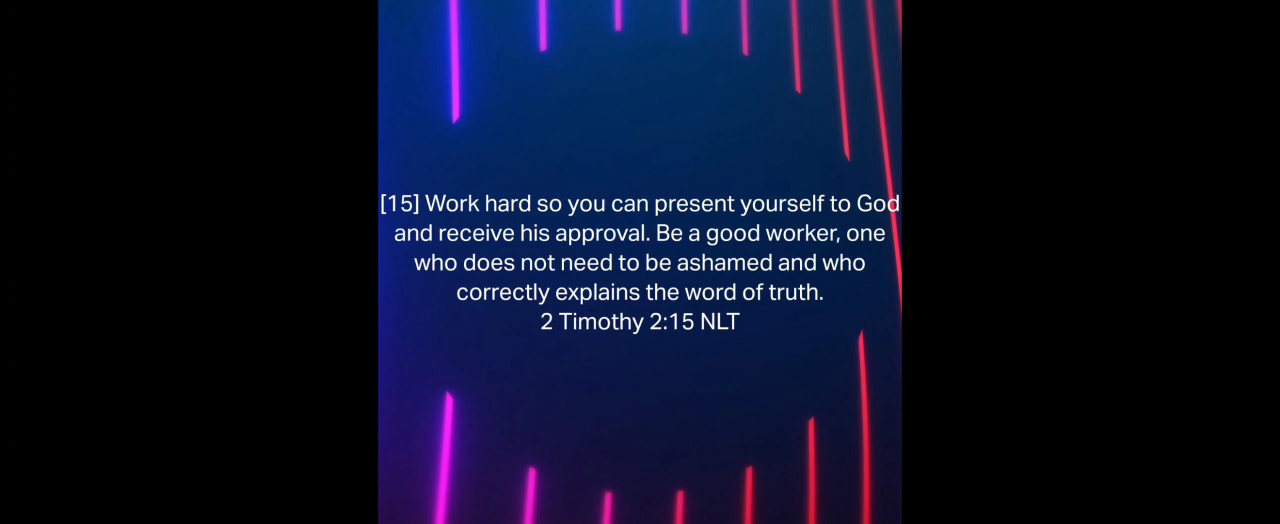 [15] Work hard so you can present yourself to God
and receive his approval. Be a good worker, one
who does not need to be ashamed and who
correctly explains the word of truth.
2 Timothy 2:15 NLT